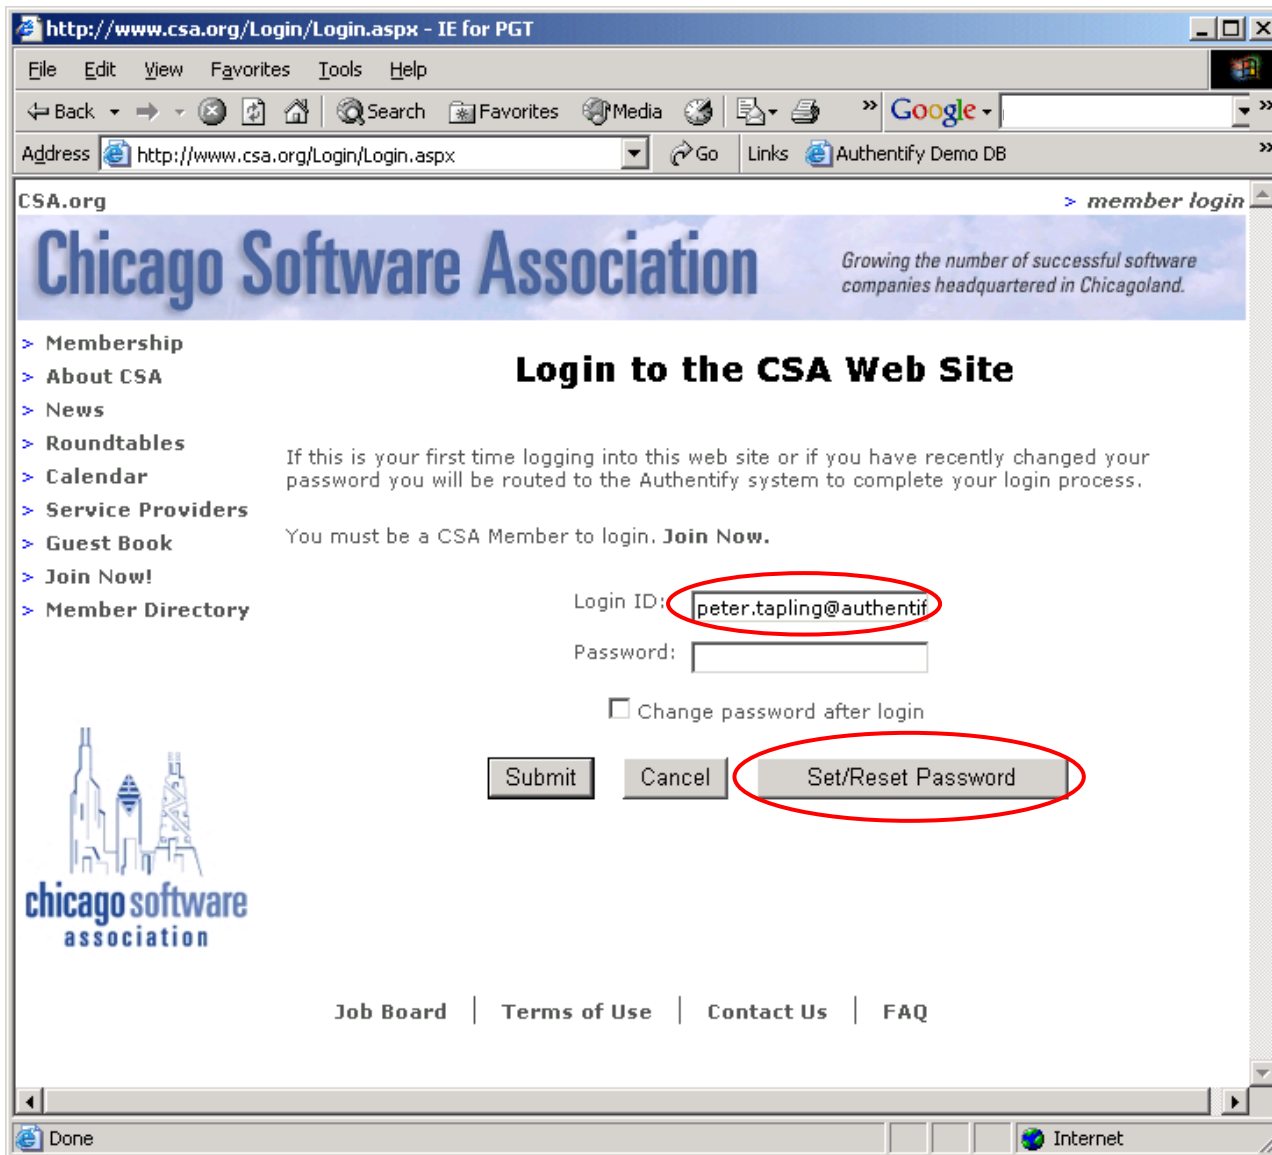 http://www.csa.org/Login/Login.aspx - IE for PGT
File Edit View Favorites Tools Help
Back Search Favorites Media » Google »
Address http://www.csa.org/Login/Login.aspx Go Links Authentify Demo DB »
CSA.org > member login
Chicago Software Association
Growing the number of successful software
companies headquartered in Chicagoland.
> Membership
> About CSA
> News
> Roundtables
> Calendar
> Service Providers
> Guest Book
> Join Now!
> Member Directory
Login to the CSA Web Site
If this is your first time logging into this web site or if you have recently changed your
password you will be routed to the Authentify system to complete your login process.
You must be a CSA Member to login. Join Now.
Login ID: peter.tapling@authentif
Password:
Change password after login
Submit Cancel Set/Reset Password
chicago software
association
Job Board | Terms of Use | Contact Us | FAQ
Done Internet